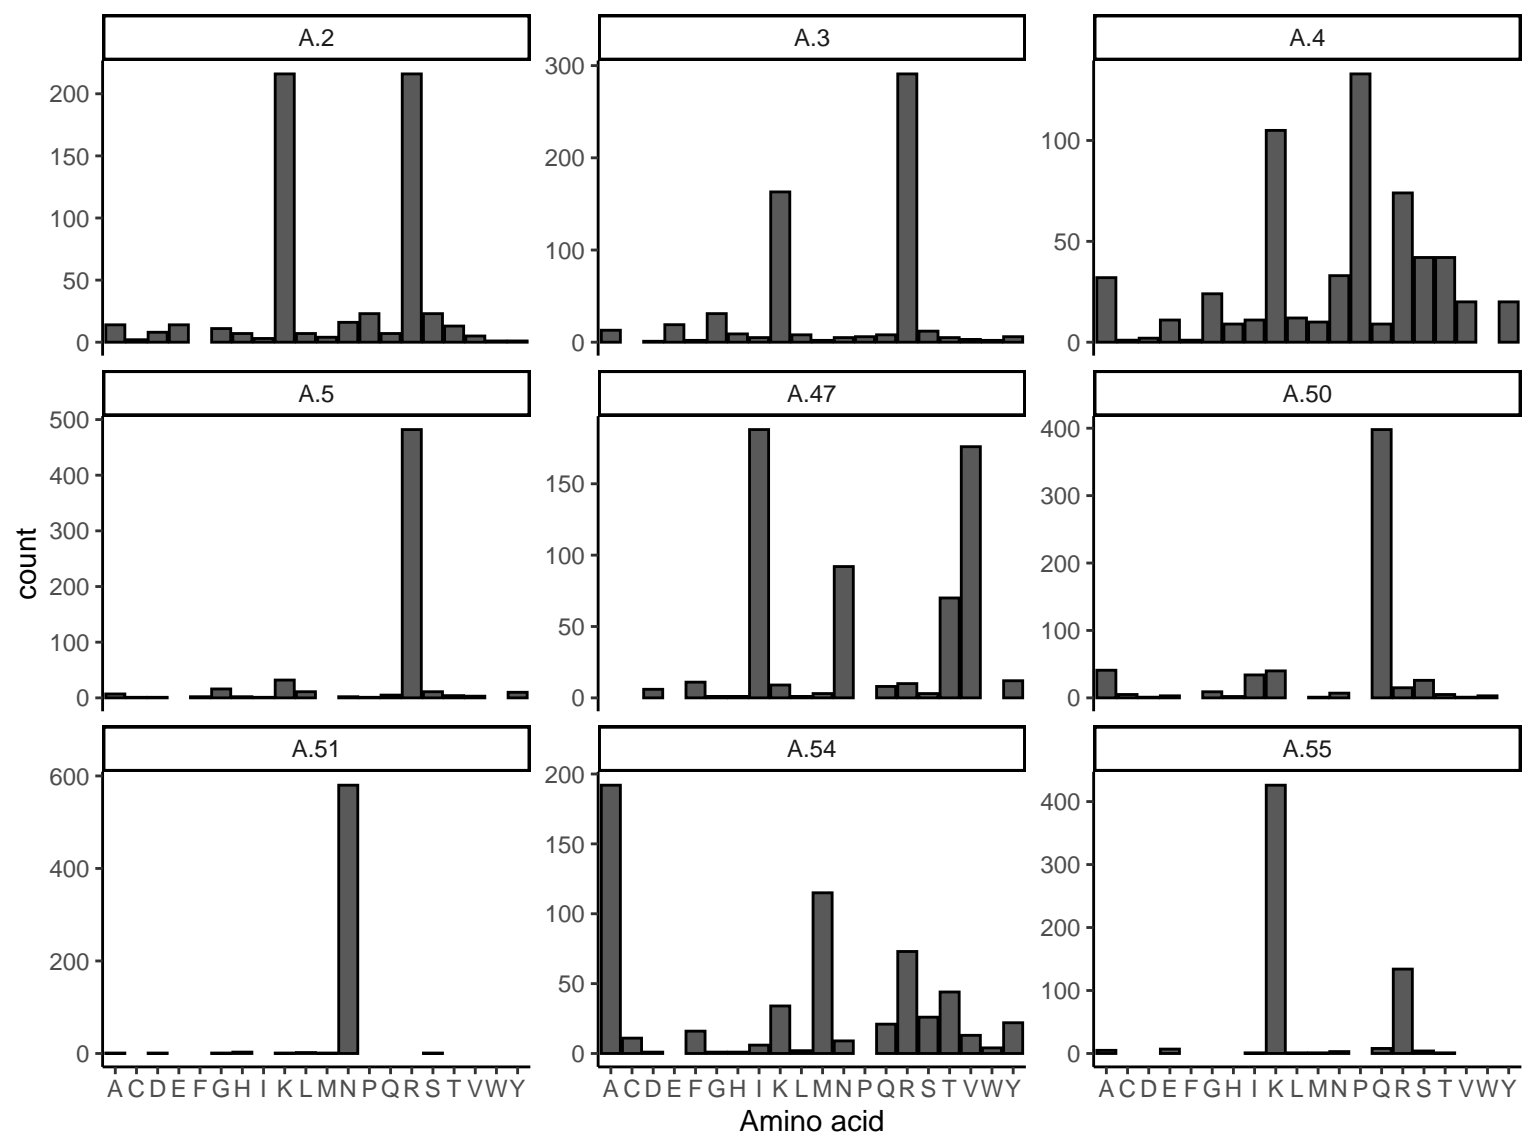 A.2 A.3 A.4
200 150 100 50 0
300 200 100 0
100 50 0
A.5 A.47 A.50
500 400 300 200 100 0
150 100 50 0
400 300 200 100 0
A.51 A.54 A.55
600 400 200 0
200 150 100 50 0
400 300 200 100 0
count
A C D E F G H I K L M N P Q R S T V W Y A C D E F G H I K L M N P Q R S T V W Y A C D E F G H I K L M N P Q R S T V W Y
Amino acid